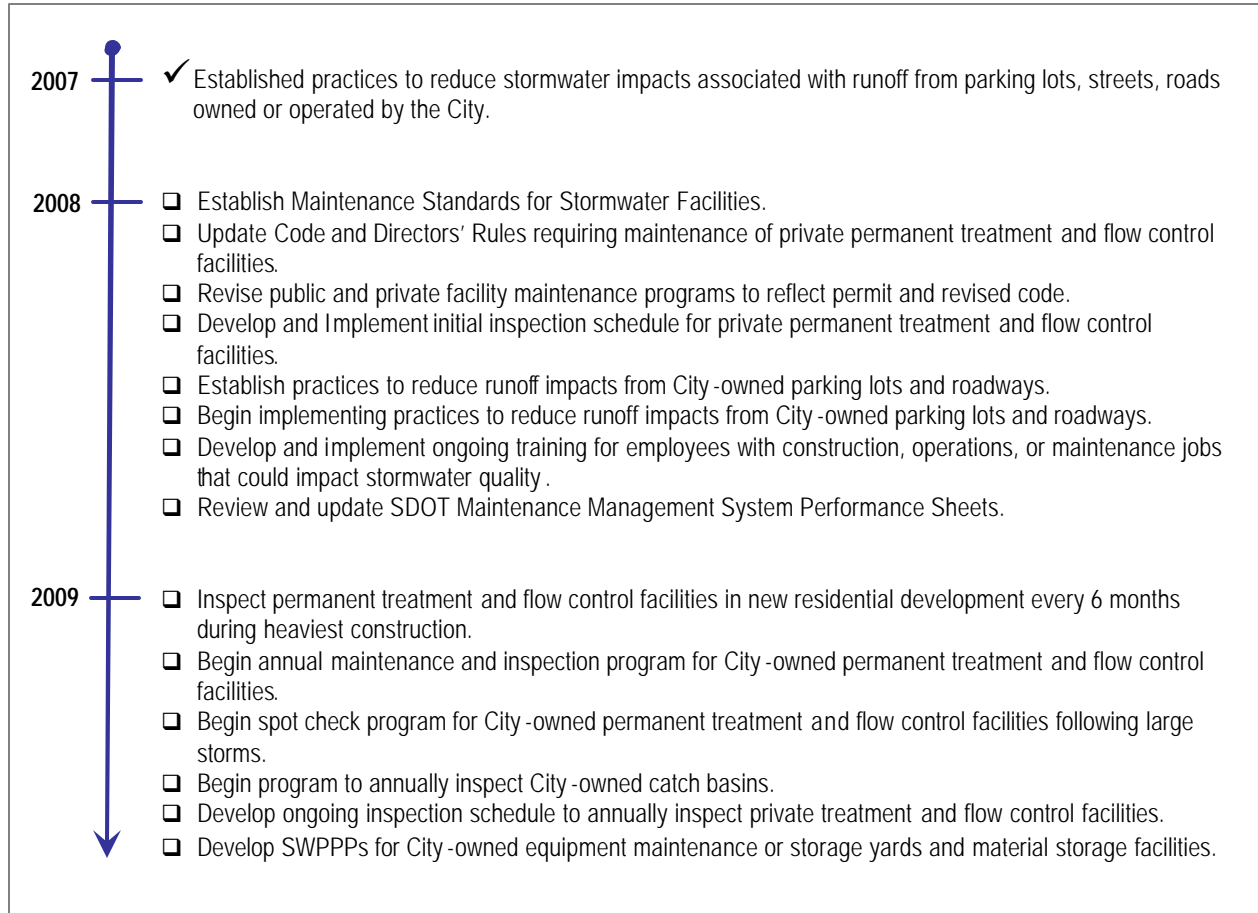 2007 ✓ Established practices to reduce stormwater impacts associated with runoff from parking lots, streets, roads
owned or operated by the City.
2008 ❑ Establish Maintenance Standards for Stormwater Facilities.
❑ Update Code and Directors' Rules requiring maintenance of private permanent treatment and flow control
facilities.
❑ Revise public and private facility maintenance programs to reflect permit and revised code.
❑ Develop and Implement initial inspection schedule for private permanent treatment and flow control
facilities.
❑ Establish practices to reduce runoff impacts from City-owned parking lots and roadways.
❑ Begin implementing practices to reduce runoff impacts from City-owned parking lots and roadways.
❑ Develop and implement ongoing training for employees with construction, operations, or maintenance jobs
that could impact stormwater quality.
❑ Review and update SDOT Maintenance Management System Performance Sheets.
2009 ❑ Inspect permanent treatment and flow control facilities in new residential development every 6 months
during heaviest construction.
❑ Begin annual maintenance and inspection program for City-owned permanent treatment and flow control
facilities.
❑ Begin spot check program for City-owned permanent treatment and flow control facilities following large
storms.
❑ Begin program to annually inspect City-owned catch basins.
❑ Develop ongoing inspection schedule to annually inspect private treatment and flow control facilities.
❑ Develop SWPPPs for City-owned equipment maintenance or storage yards and material storage facilities.